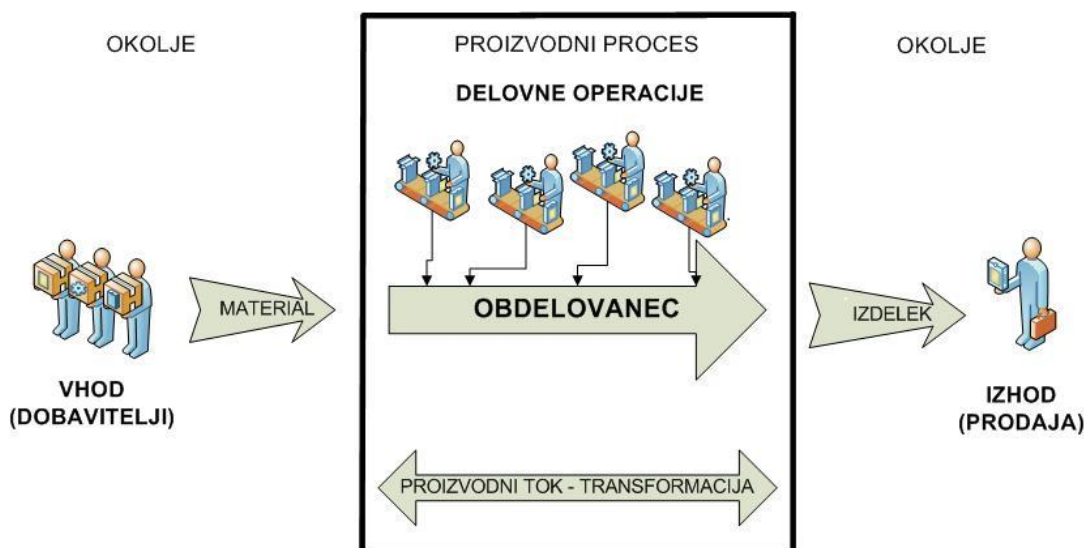 OKOLJE
PROIZVODNI PROCES
OKOLJE
DELOVNE OPERACIJE
MATERIAL
OBDELOVANEC
IZDELEK
VHOD
(DOBAVITELJI)
IZHOD
(PRODAJA)
PROIZVODNI TOK - TRANSFORMACIJA